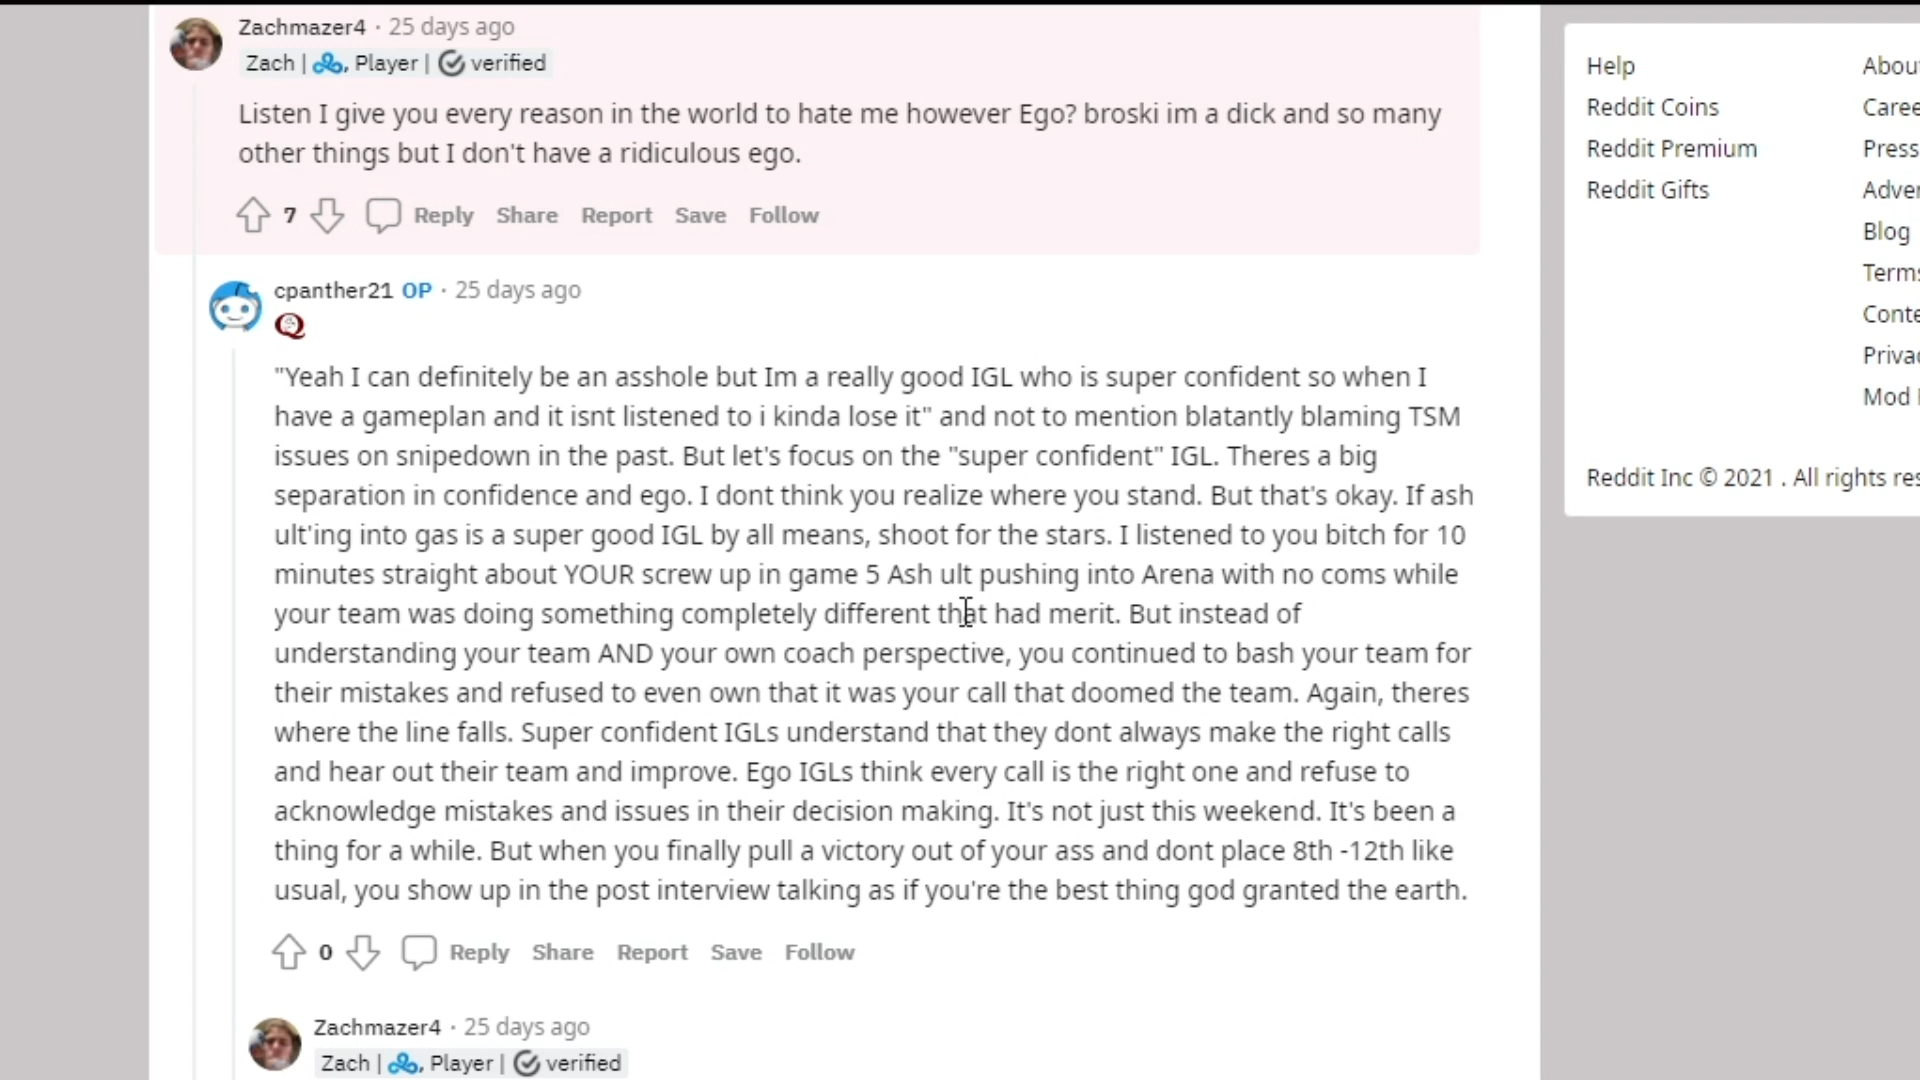 Zachmazer4 · 25 days ago
Zach | , Player | verified
Listen I give you every reason in the world to hate me however Ego? broski im a dick and so many
other things but I don't have a ridiculous ego.
7 Reply Share Report Save Follow
cpanther21 OP · 25 days ago
Q
"Yeah I can definitely be an asshole but Im a really good IGL who is super confident so when I
have a gameplan and it isnt listened to i kinda lose it" and not to mention blatantly blaming TSM
issues on snipedown in the past. But let's focus on the "super confident" IGL. Theres a big
separation in confidence and ego. I dont think you realize where you stand. But that's okay. If ash
ult'ing into gas is a super good IGL by all means, shoot for the stars. I listened to you bitch for 10
minutes straight about YOUR screw up in game 5 Ash ult pushing into Arena with no coms while
your team was doing something completely different that had merit. But instead of
understanding your team AND your own coach perspective, you continued to bash your team for
their mistakes and refused to even own that it was your call that doomed the team. Again, theres
where the line falls. Super confident IGLs understand that they dont always make the right calls
and hear out their team and improve. Ego IGLs think every call is the right one and refuse to
acknowledge mistakes and issues in their decision making. It's not just this weekend. It's been a
thing for a while. But when you finally pull a victory out of your ass and dont place 8th -12th like
usual, you show up in the post interview talking as if you're the best thing god granted the earth.
0 Reply Share Report Save Follow
Zachmazer4 · 25 days ago
Zach | , Player | verified
Help
Reddit Coins
Reddit Premium
Reddit Gifts
Abou
Caree
Press
Adver
Blog
Terms
Conte
Priva
Mod
Reddit Inc © 2021 . All rights res